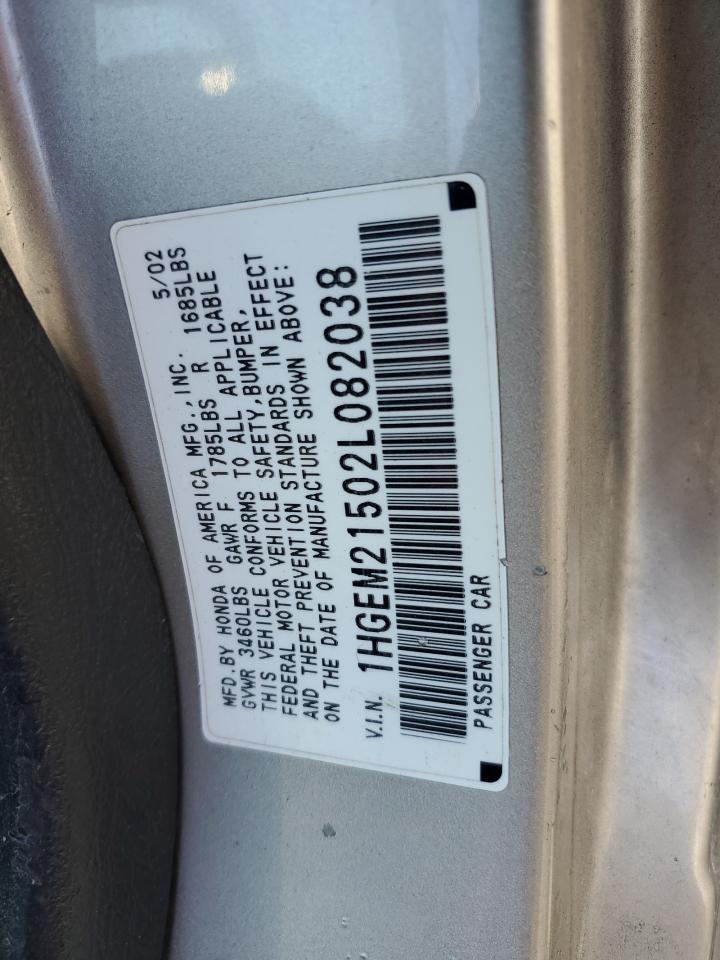 MFD.BY HONDA OF AMERICA MFG.,INC. 5/02
GVWR 3460LBS GAWR F 1785LBS R 1685LBS
THIS VEHICLE CONFORMS TO ALL APPLICABLE
FEDERAL MOTOR VEHICLE SAFETY,BUMPER,
AND THEFT PREVENTION STANDARDS IN EFFECT
ON THE DATE OF MANUFACTURE SHOWN ABOVE:
V.I.N. 1HGEM21502L082038
PASSENGER CAR